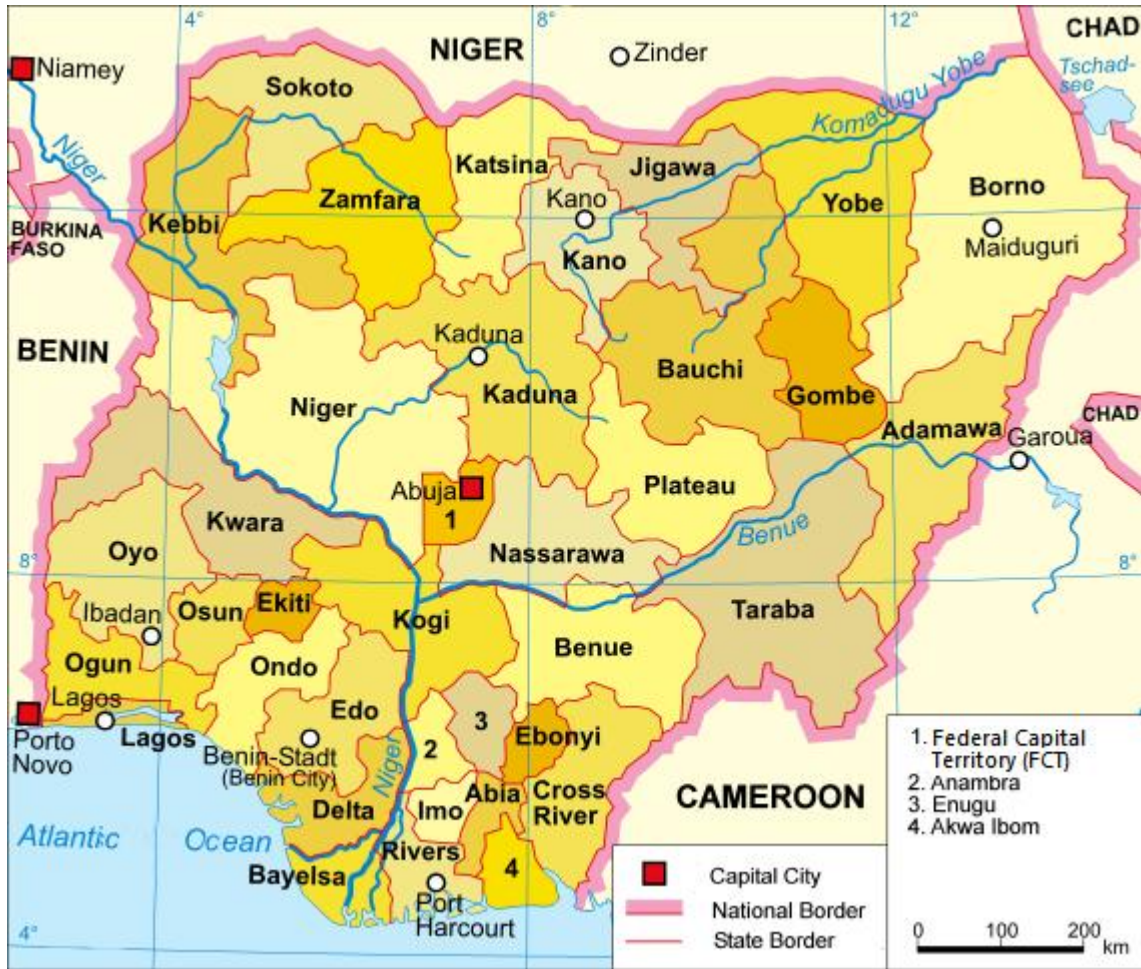 4°
8°
12°
CHAD
NIGER
Zinder
Niamey
Tschad-
see
Sokoto
Komadugu Yobe
Niger
Katsina
Jigawa
Zamfara
Kano
Yobe
Borno
Kebbi
BURKINA
FASO
Maiduguri
Kano
BENIN
Kaduna
Bauchi
Niger
Kaduna
Gombe
CHAD
Adamawa
Garoua
Abuja
1
Plateau
Kwara
Benue
Oyo
Nassarawa
8°
8°
Ibadan
Osun
Ekiti
Kogi
Taraba
Benue
Ogun
Ondo
Lagos
Edo
3
Ebonyi
Porto
Novo
Lagos
Benin-Stadt
(Benin City)
Niger
2
Abia
Cross
River
CAMEROON
Delta
Imo
Atlantic Ocean
Rivers
Bayelsa
4
Port
Harcourt
4°
1. Federal Capital
Territory (FCT)
2. Anambra
3. Enugu
4. Akwa Ibom
Capital City
National Border
State Border
0 100 200
km